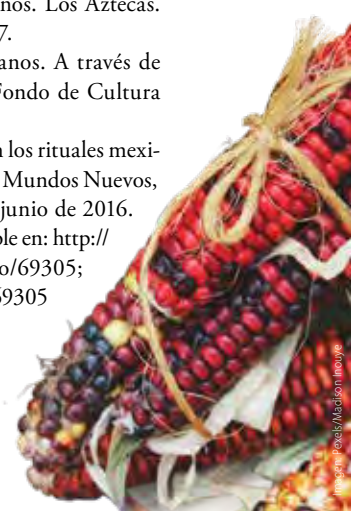 nos. Los Aztecas.
7.
anos. A través de
Fondo de Cultura
n los rituales mexi-
Mundos Nuevos,
junio de 2016.
ble en: http://
o/69305;
69305
Imagen: Pexels/Madison Inouye